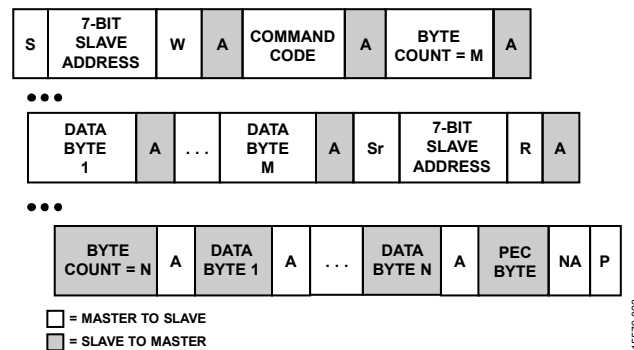 S 7-BIT SLAVE ADDRESS W A COMMAND CODE A BYTE COUNT = M A
•••
DATA BYTE 1 A . . . DATA BYTE M A Sr 7-BIT SLAVE ADDRESS R A
•••
BYTE COUNT = N A DATA BYTE 1 A . . . DATA BYTE N A PEC BYTE NA P
= MASTER TO SLAVE
= SLAVE TO MASTER